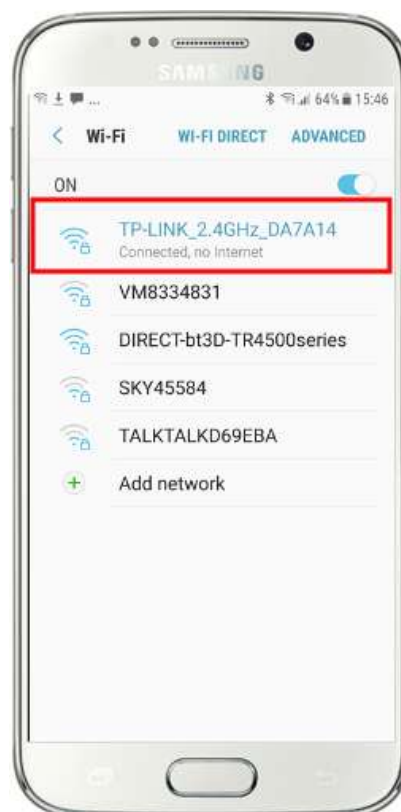 SAMSUNG
... 64% 15:46
< Wi-Fi WI-FI DIRECT ADVANCED
ON
TP-LINK_2.4GHz_DA7A14
Connected, no Internet
VM8334831
DIRECT-bt3D-TR4500series
SKY45584
TALKTALKD69EBA
+ Add network